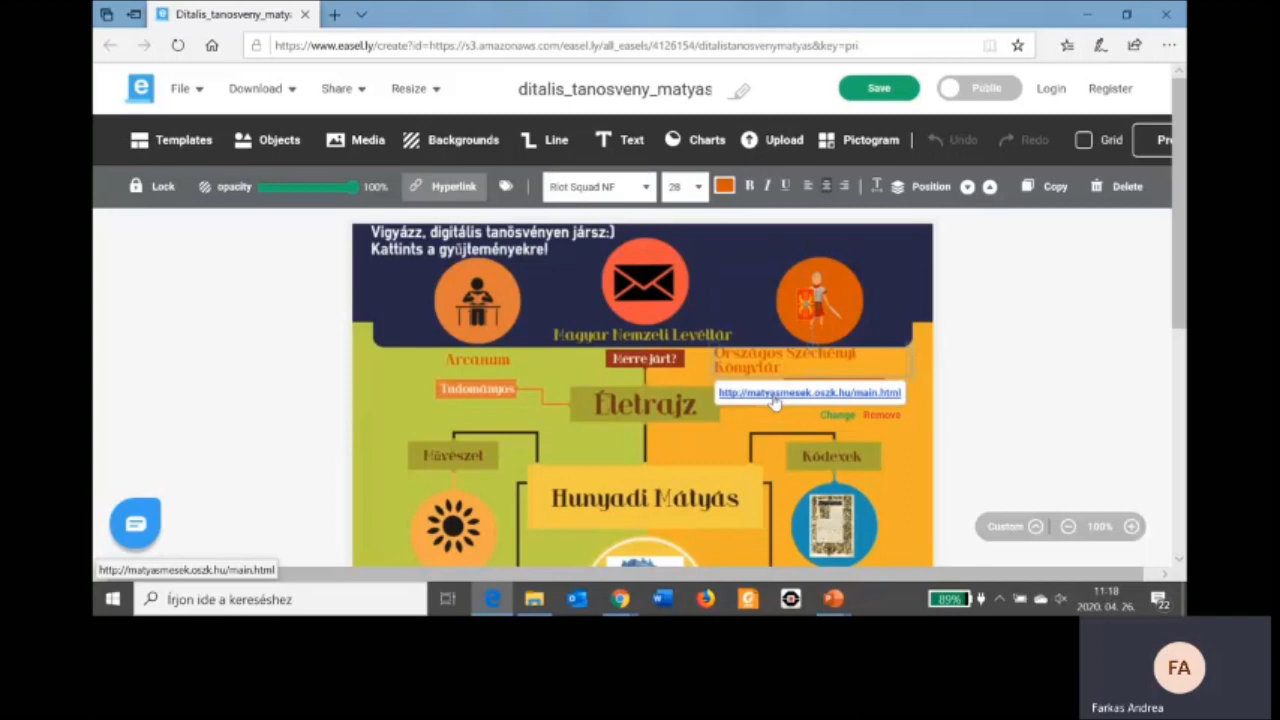 Ditalis_tanosveny_maty:
https://www.easel.ly/create?id=https://s3.amazonaws.com/easel.ly/all_easels/4126154/ditalistanosvenymatyas&key=pri
File
Download
Share
Resize
ditalis_tanosveny_matyas
Save
Public
Login
Register
Templates
Objects
Media
Backgrounds
Line
Text
Charts
Upload
Pictogram
Undo
Redo
Grid
Pr
Lock
opacity
100%
Hyperlink
Riot Squad NF
28
B I U
Position
Copy
Delete
Vigyázz, digitális tanösvényen jársz:)
Kattints a gyűjteményekre!
Magyar Nemzeti Levéltár
Arcanum
Merre járt?
Országos Széchényi
Könyvtár
Tudományos
Életrajz
http://matyasmesek.oszk.hu/main.html
Change Remove
Művészet
Kódexek
Hunyadi Mátyás
Custom
100%
http://matyasmesek.oszk.hu/main.html
Írjon ide a kereséshez
89%
11:18
2020. 04. 26.
22
FA
Farkas Andrea